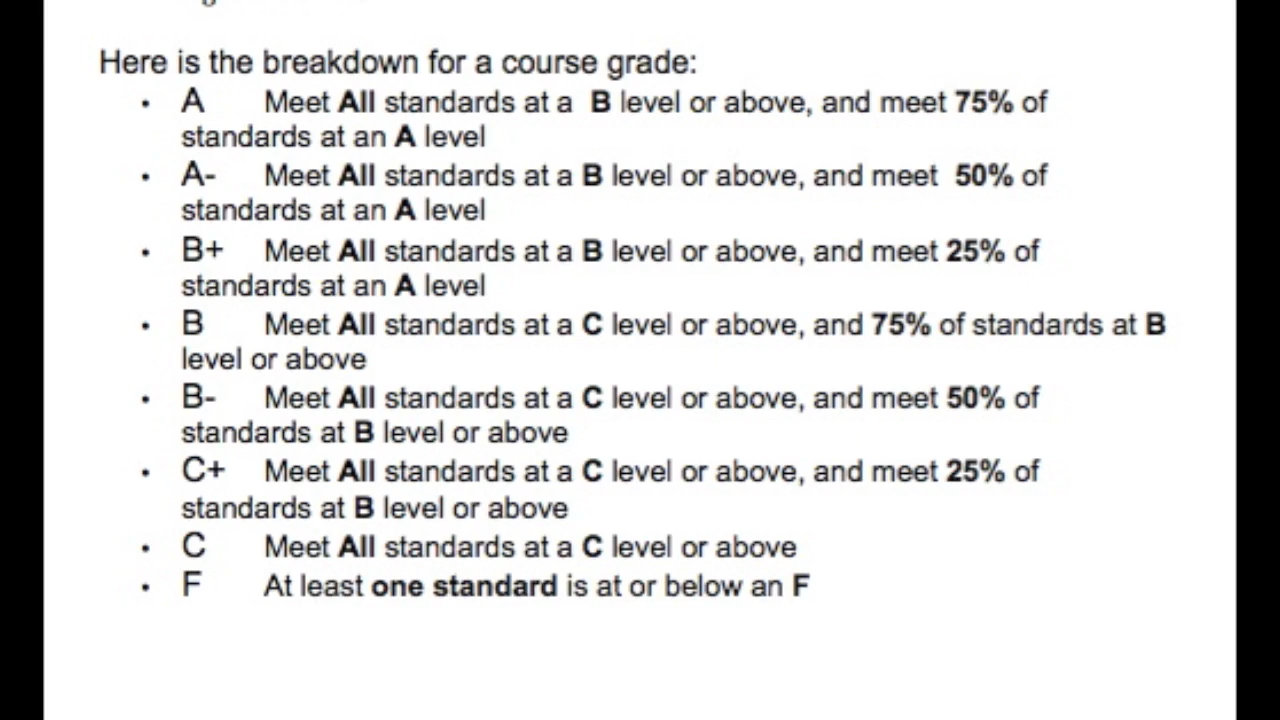 Here is the breakdown for a course grade:
• A Meet All standards at a B level or above, and meet 75% of
standards at an A level
• A- Meet All standards at a B level or above, and meet 50% of
standards at an A level
• B+ Meet All standards at a B level or above, and meet 25% of
standards at an A level
• B Meet All standards at a C level or above, and 75% of standards at B
level or above
• B- Meet All standards at a C level or above, and meet 50% of
standards at B level or above
• C+ Meet All standards at a C level or above, and meet 25% of
standards at B level or above
• C Meet All standards at a C level or above
• F At least one standard is at or below an F